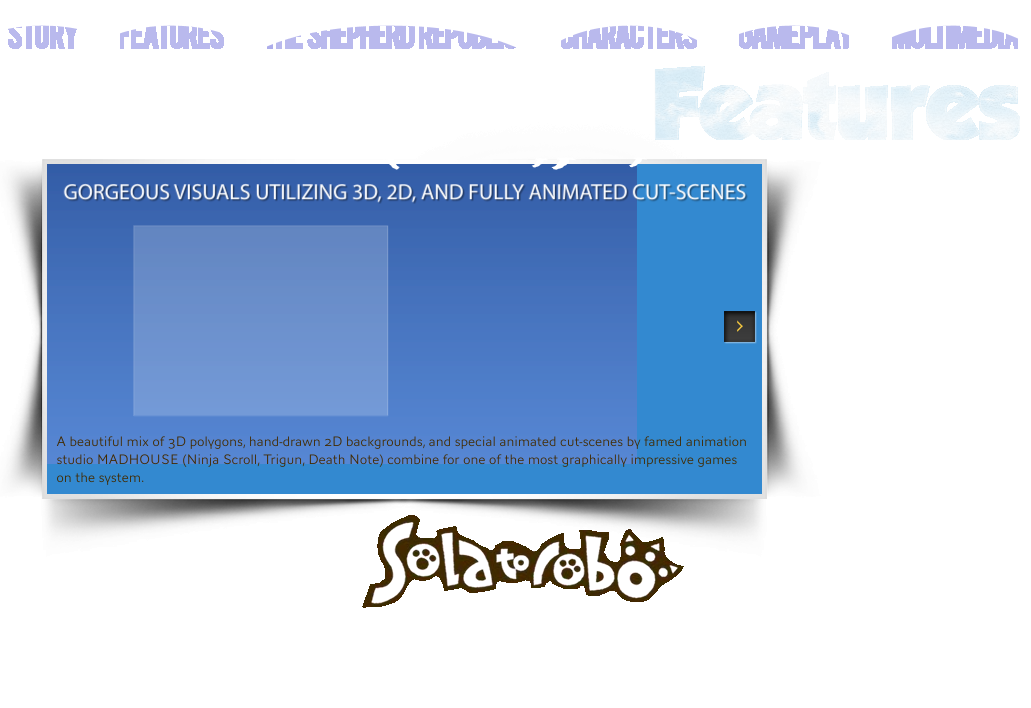 STORY FEATURES THE SHEPHERD REPUBLIC CHARACTERS GAMEPLAY MULTIMEDIA
Features
GORGEOUS VISUALS UTILIZING 3D, 2D, AND FULLY ANIMATED CUT-SCENES
A beautiful mix of 3D polygons, hand-drawn 2D backgrounds, and special animated cut-scenes by famed animation
studio MADHOUSE (Ninja Scroll, Trigun, Death Note) combine for one of the most graphically impressive games
on the system.
Solatorobo